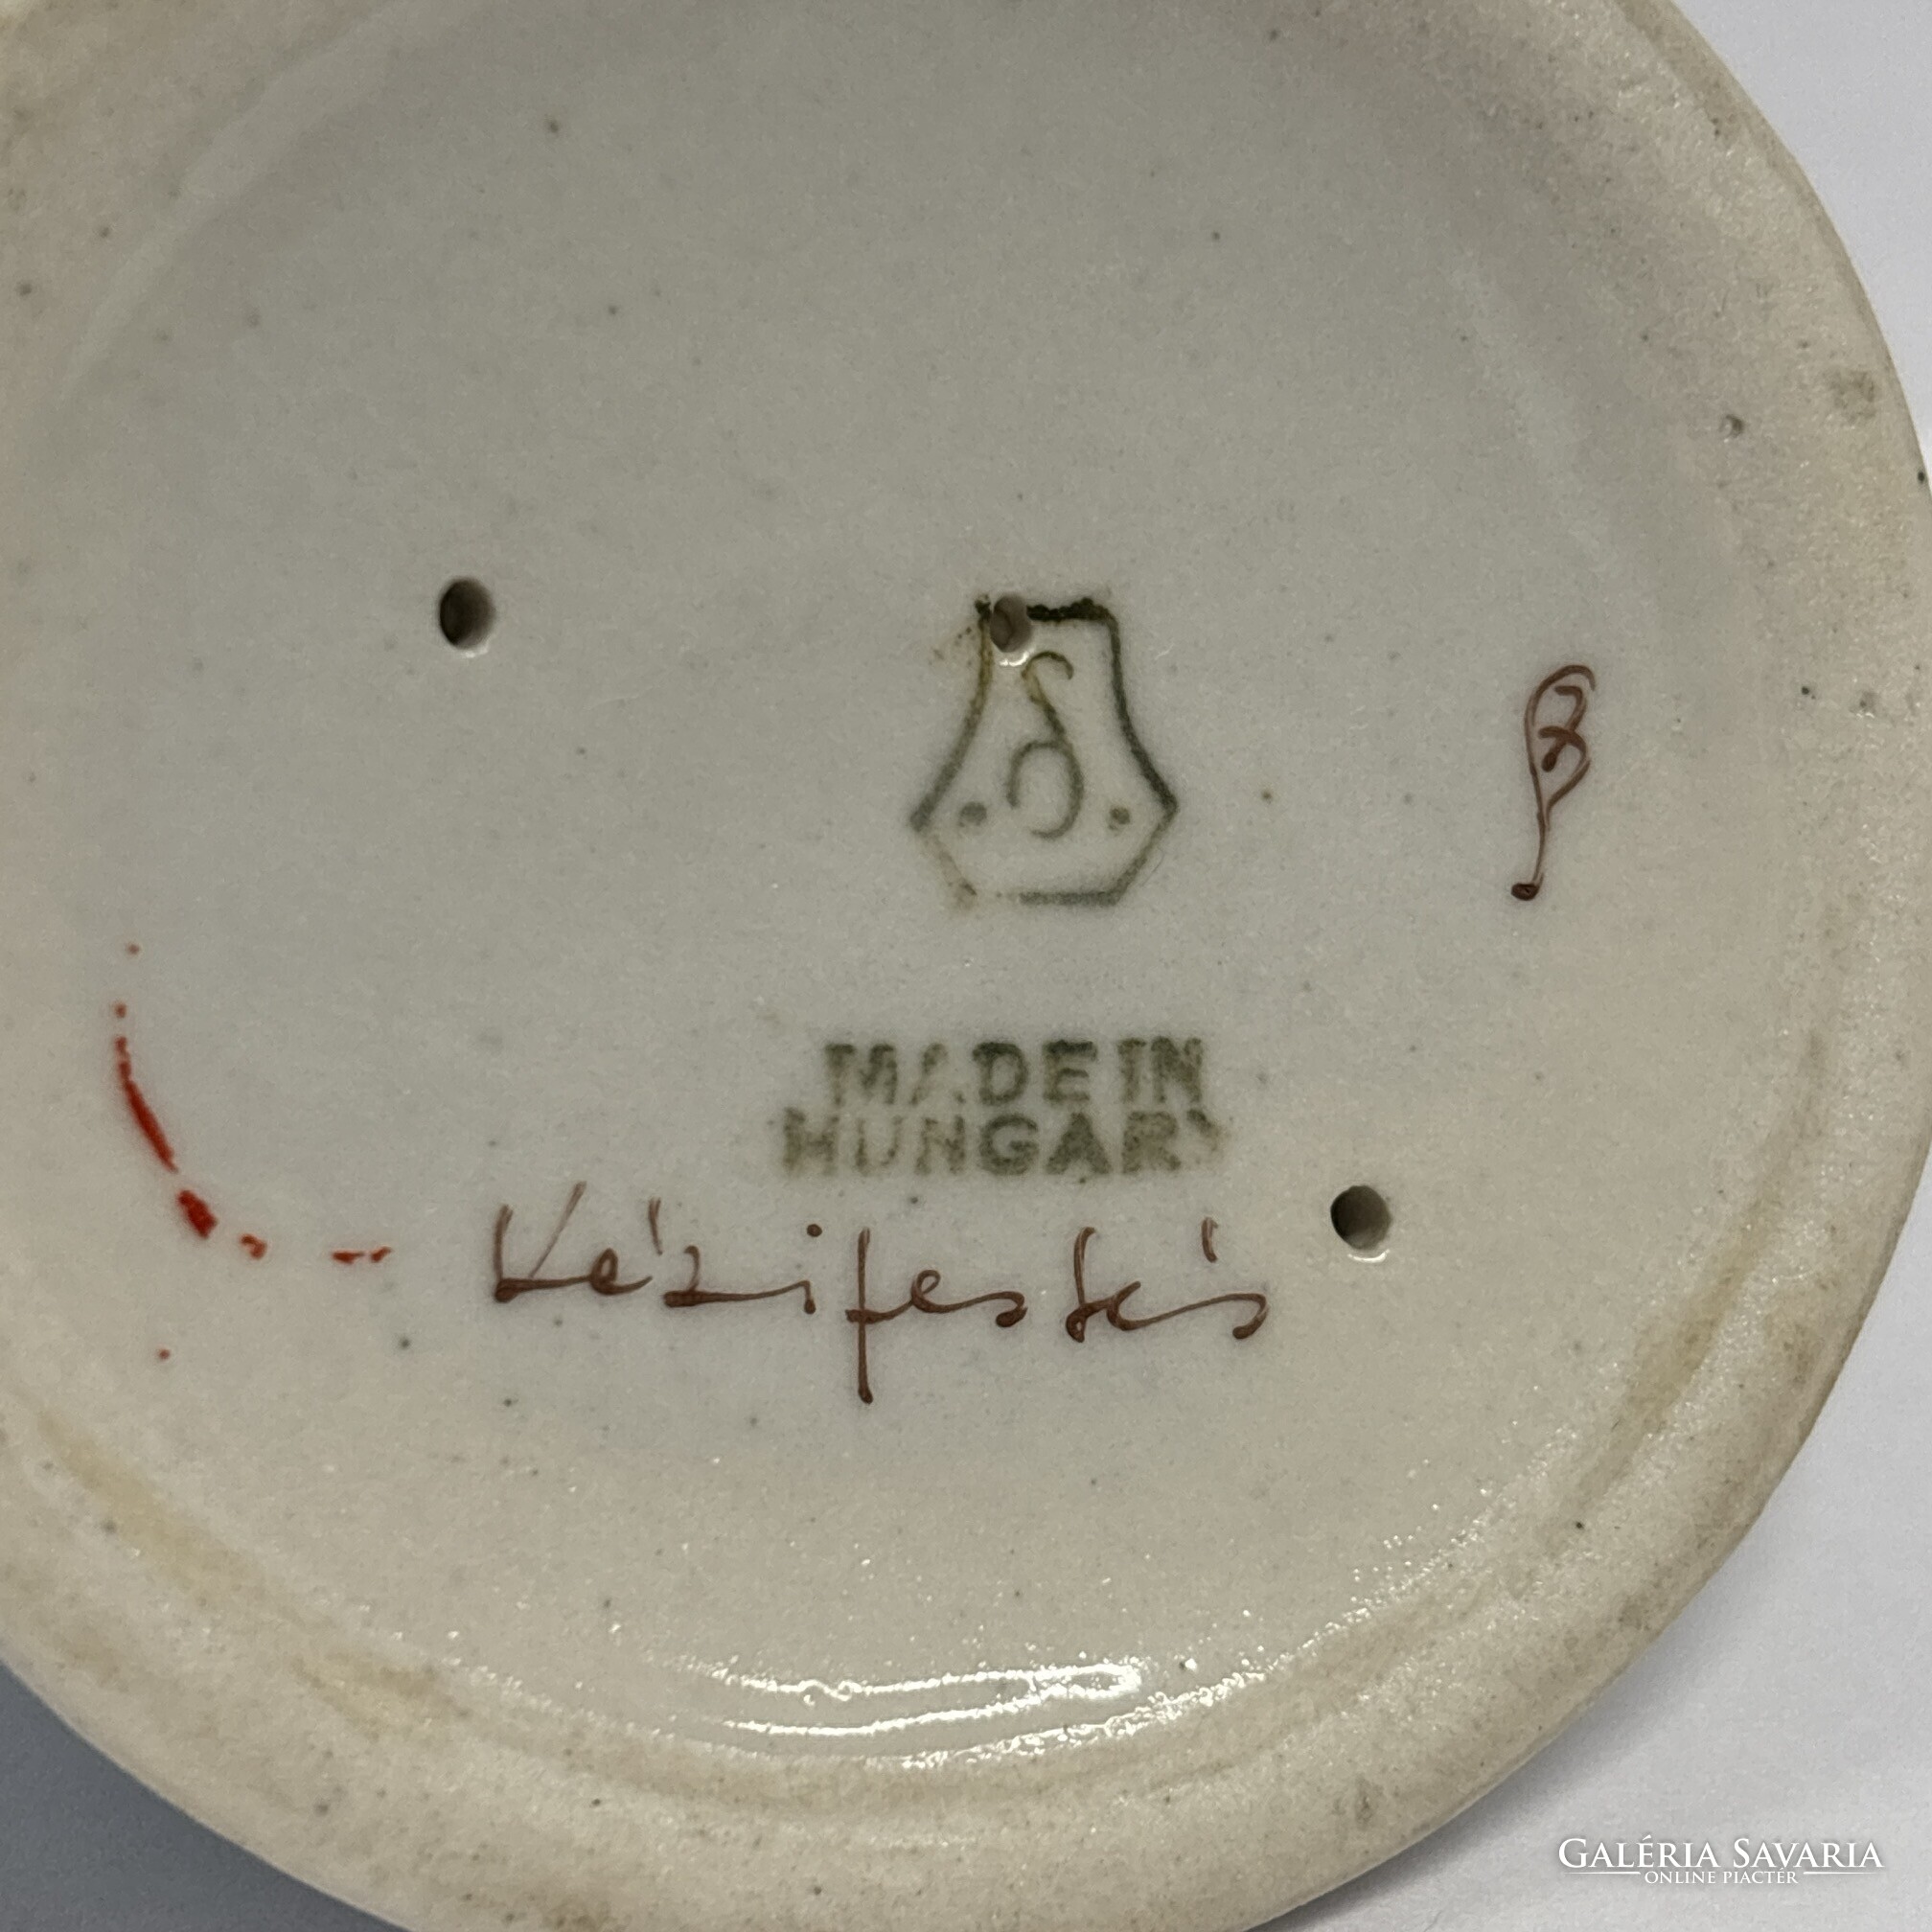 MADE IN
HUNGARY
Kézifestés
GALÉRIA SAVARIA
ONLINE PIACTÉR